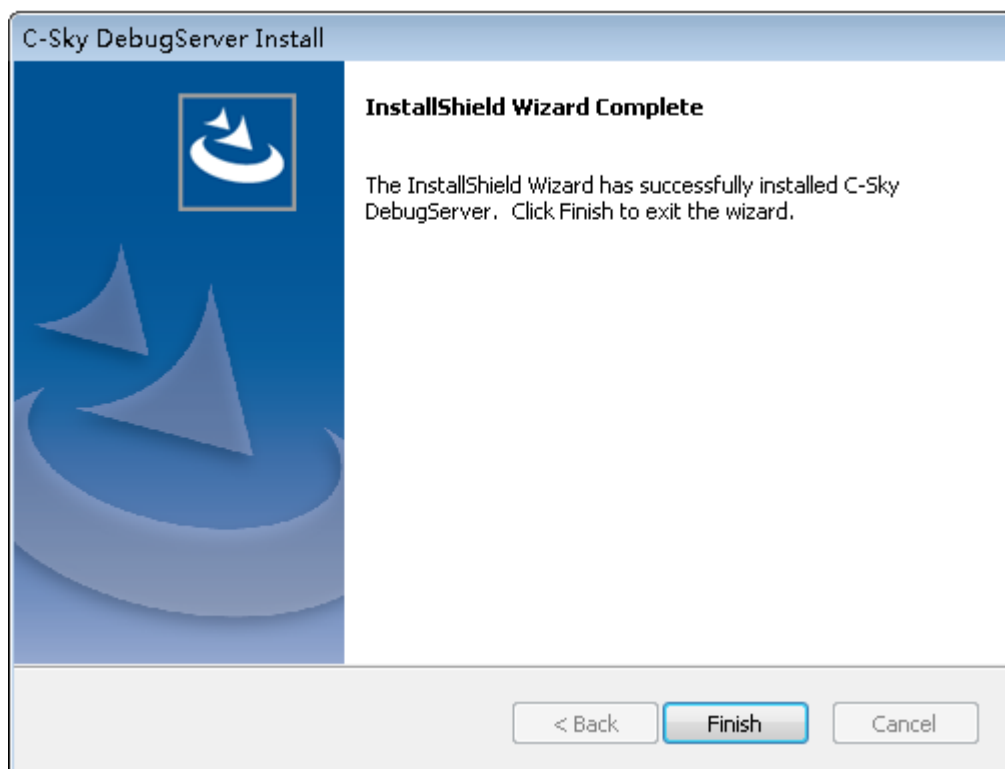 C-Sky DebugServer Install
InstallShield Wizard Complete
The InstallShield Wizard has successfully installed C-Sky
DebugServer.  Click Finish to exit the wizard.
< Back
Finish
Cancel